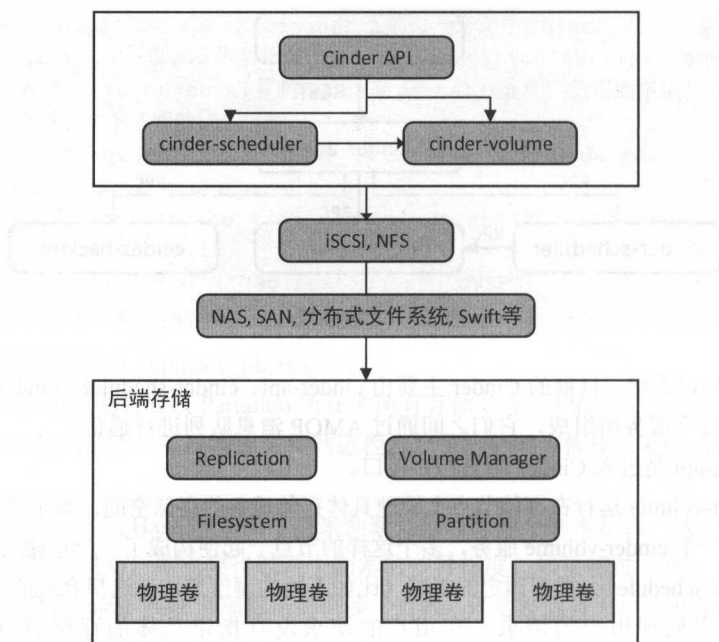 Cinder API
cinder-scheduler
cinder-volume
iSCSI, NFS
NAS, SAN, 分布式文件系统, Swift等
后端存储
Replication
Volume Manager
Filesystem
Partition
物理卷
物理卷
物理卷
物理卷